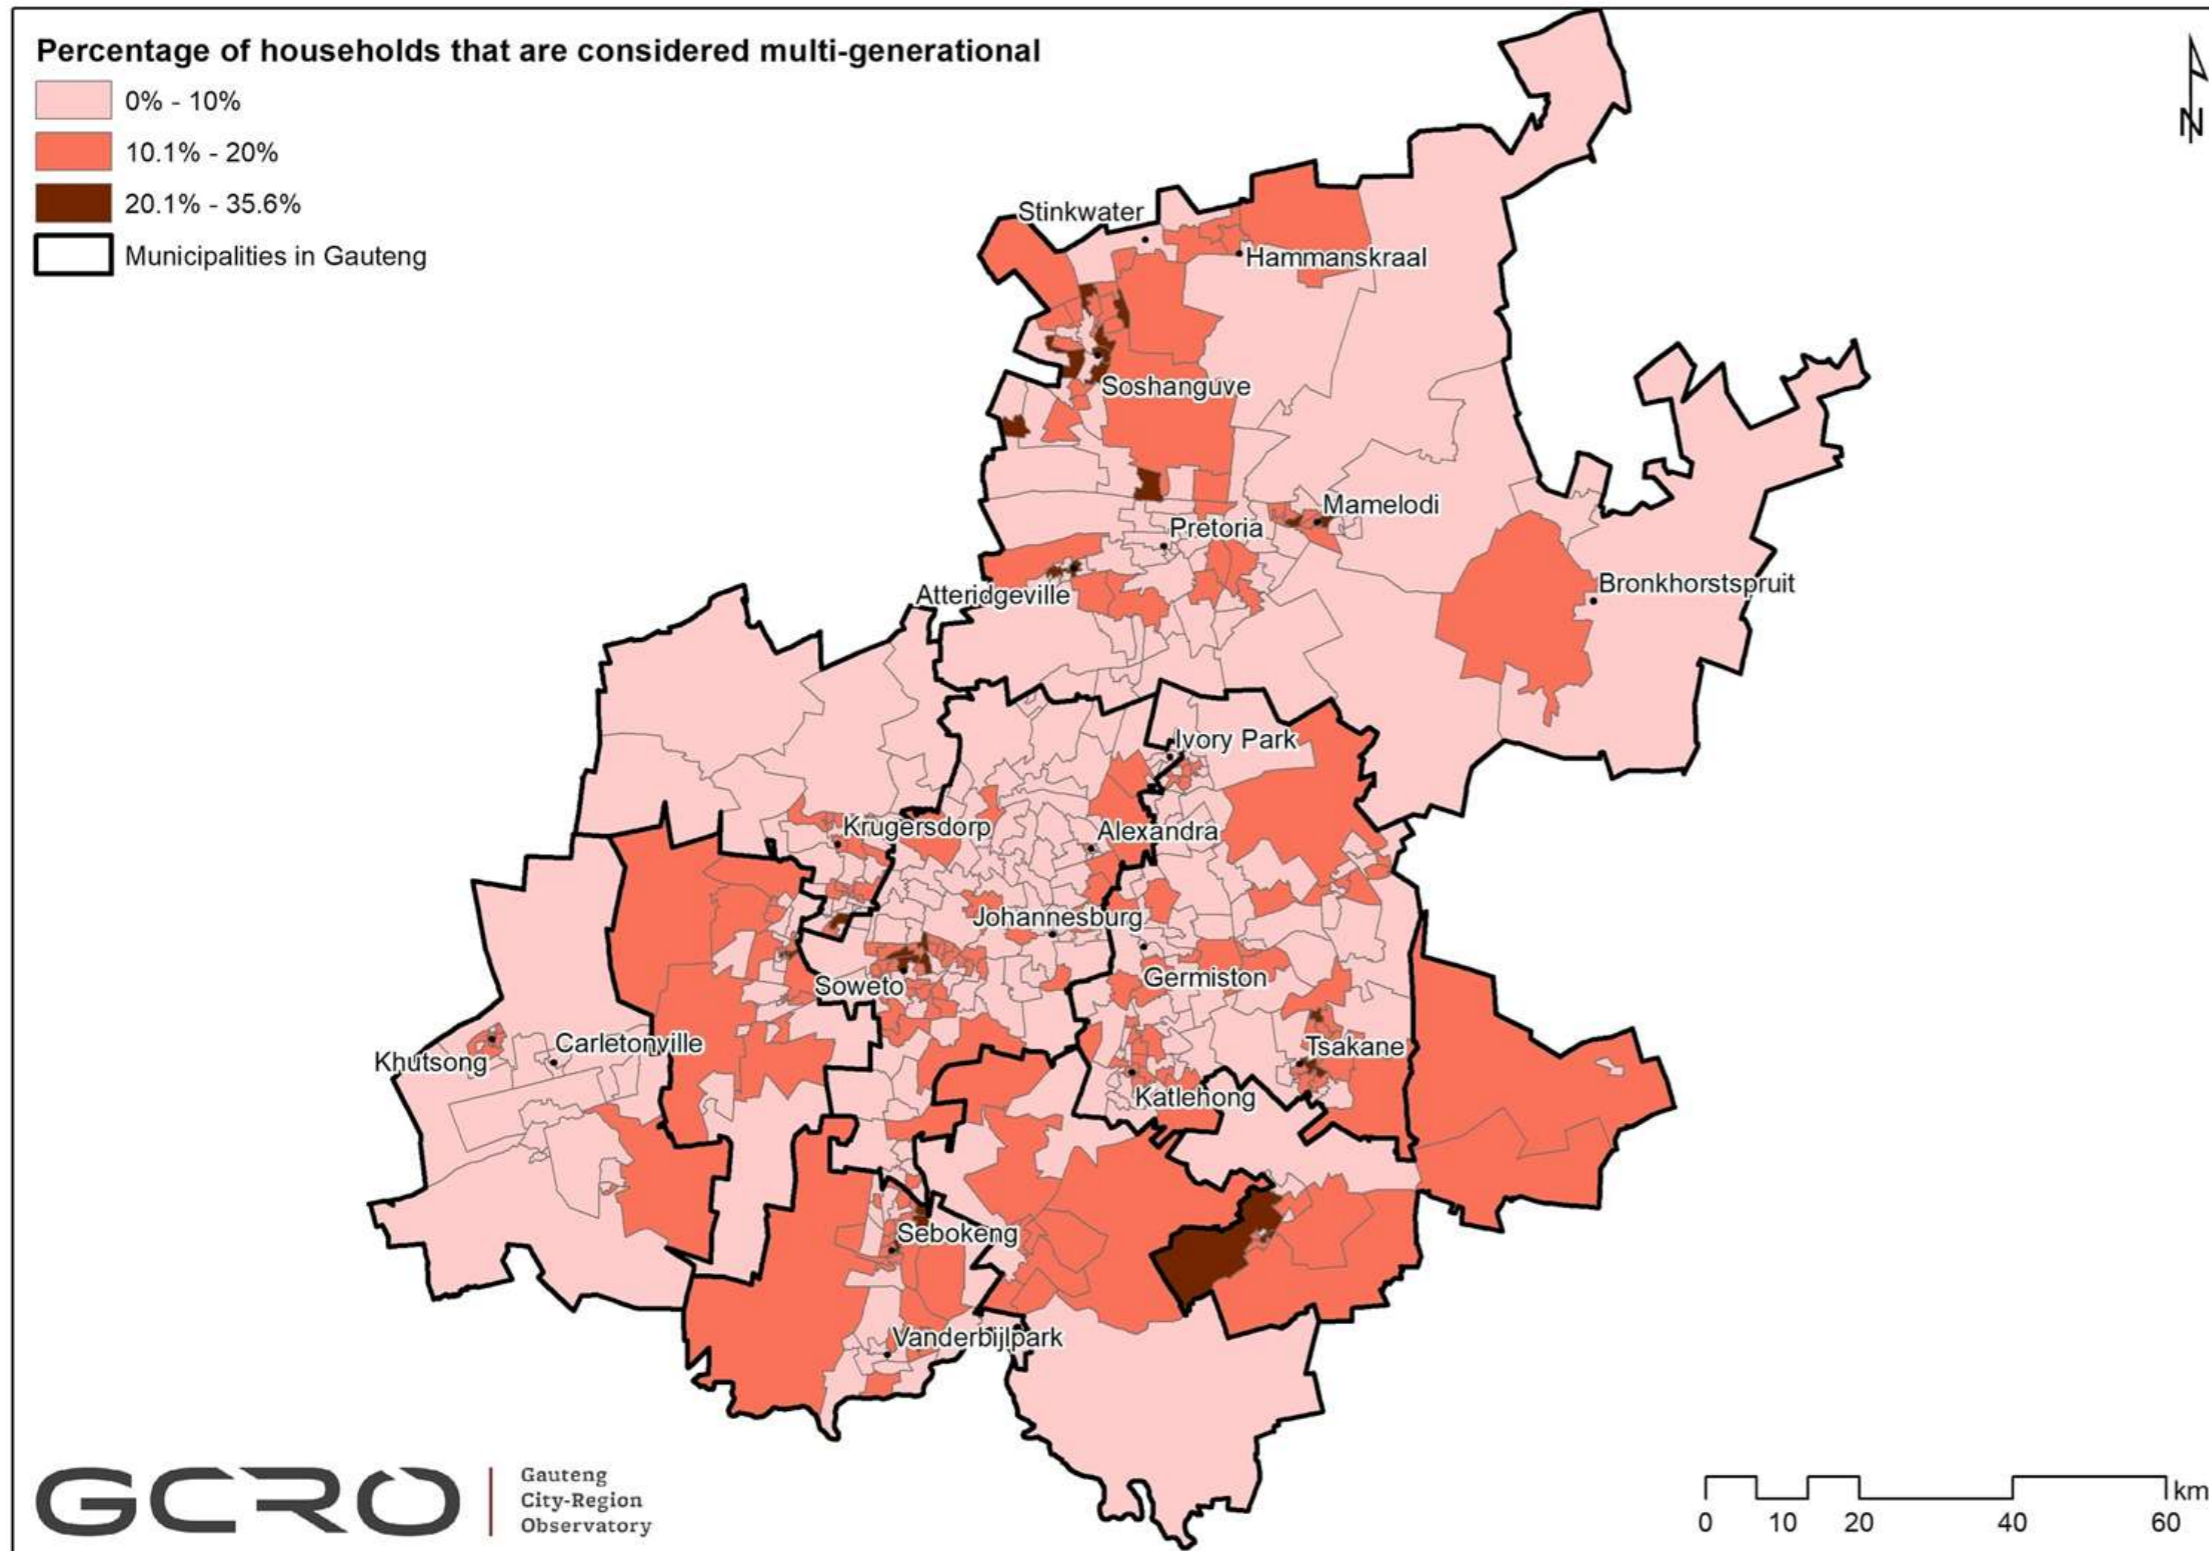 Percentage of households that are considered multi-generational
0% - 10%
10.1% - 20%
20.1% - 35.6%
Municipalities in Gauteng
N
Stinkwater
Hammanskraal
Soshanguve
Mamelodi
Pretoria
Bronkhorstspruit
Atteridgeville
Ivory Park
Krugersdorp
Alexandra
Johannesburg
Germiston
Soweto
Carletonville
Khutsong
Tsakane
Katlehong
Sebokeng
Vanderbijlpark
GCRO
Gauteng
City-Region
Observatory
km
0 10 20 40 60